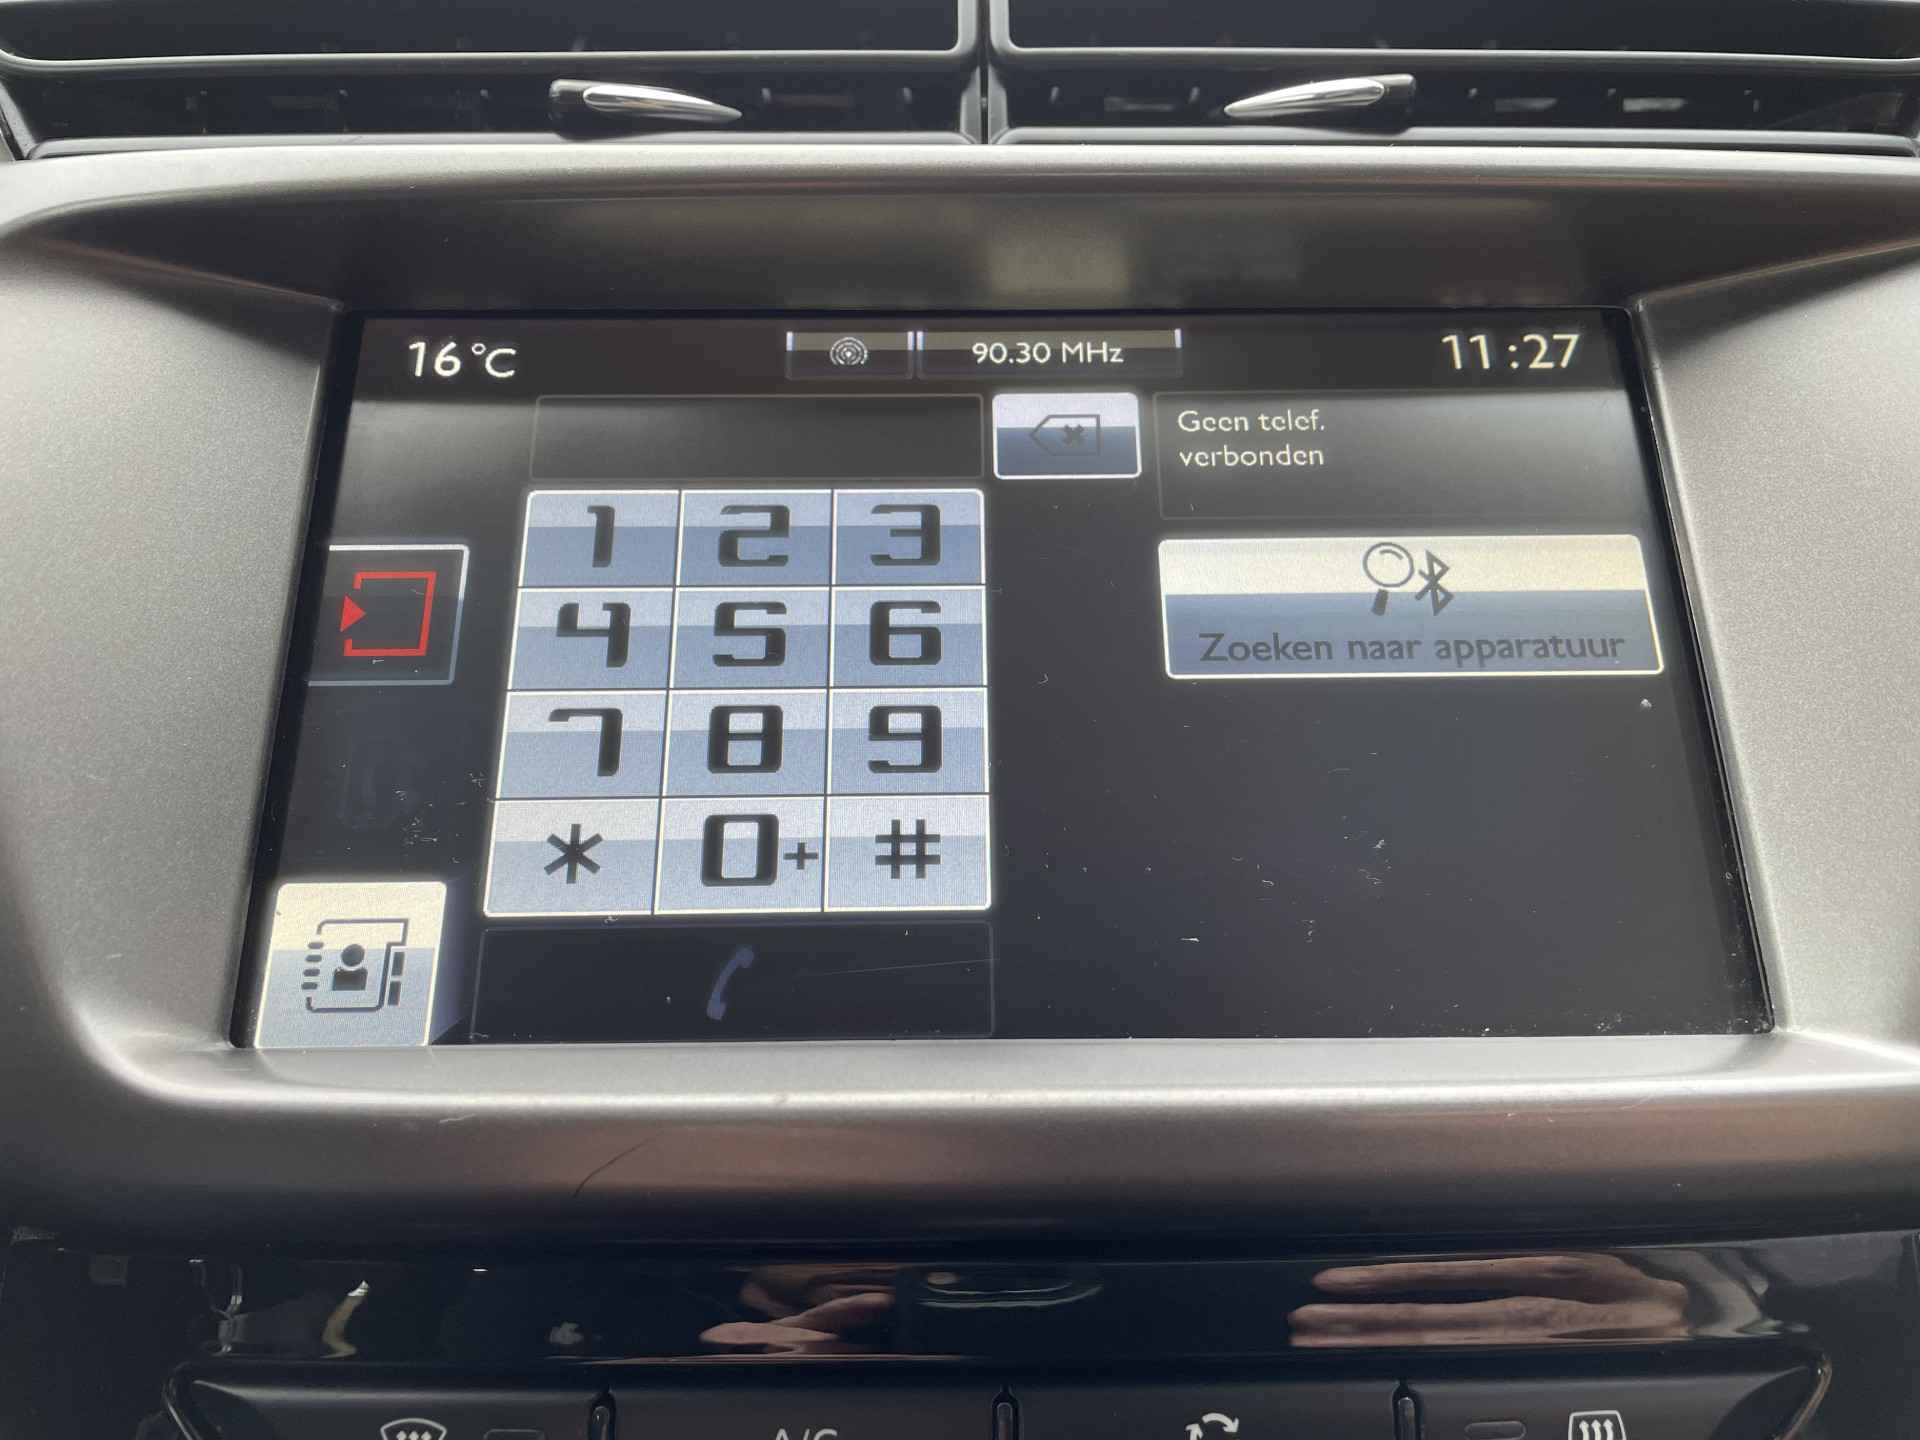 16 °C
90.30 MHz
11:27
Geen telef.
verbonden
1 2 3
4 5 6
7 8 9
* 0+ #
Zoeken naar apparatuur
A/C